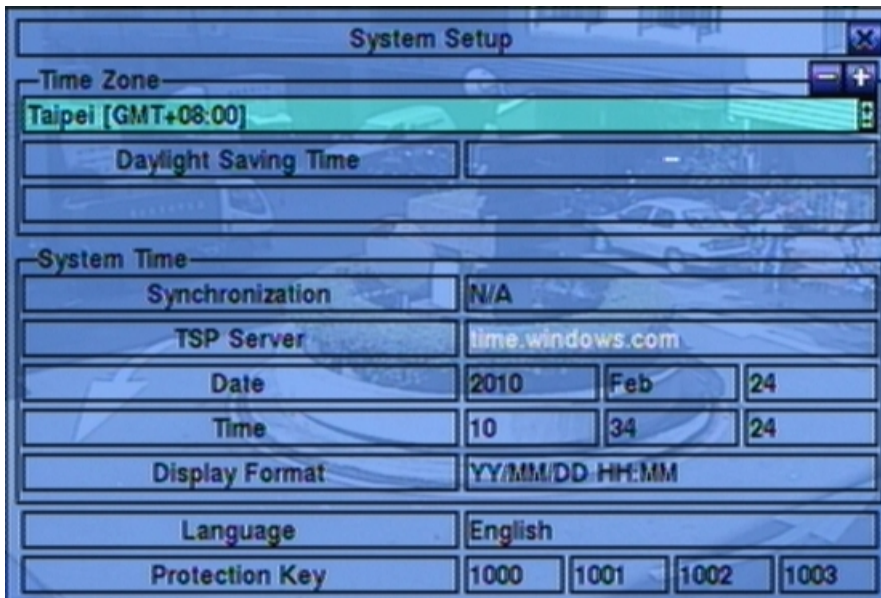 System Setup
Time Zone
Taipei [GMT+08:00]
Daylight Saving Time –
System Time
Synchronization N/A
TSP Server time.windows.com
Date 2010 Feb 24
Time 10 34 24
Display Format YY/MM/DD HH:MM
Language English
Protection Key 1000 1001 1002 1003